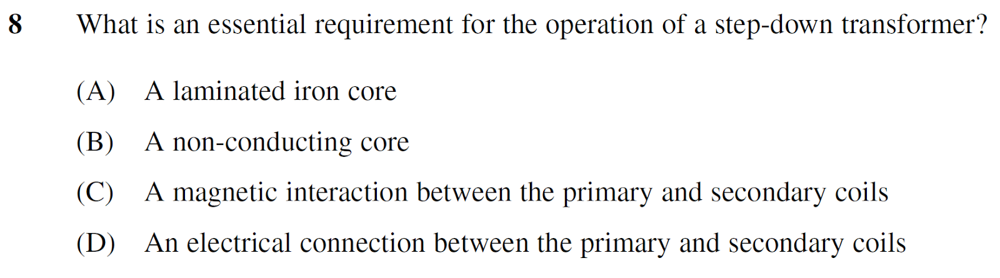 8 What is an essential requirement for the operation of a step-down transformer?
(A) A laminated iron core
(B) A non-conducting core
(C) A magnetic interaction between the primary and secondary coils
(D) An electrical connection between the primary and secondary coils